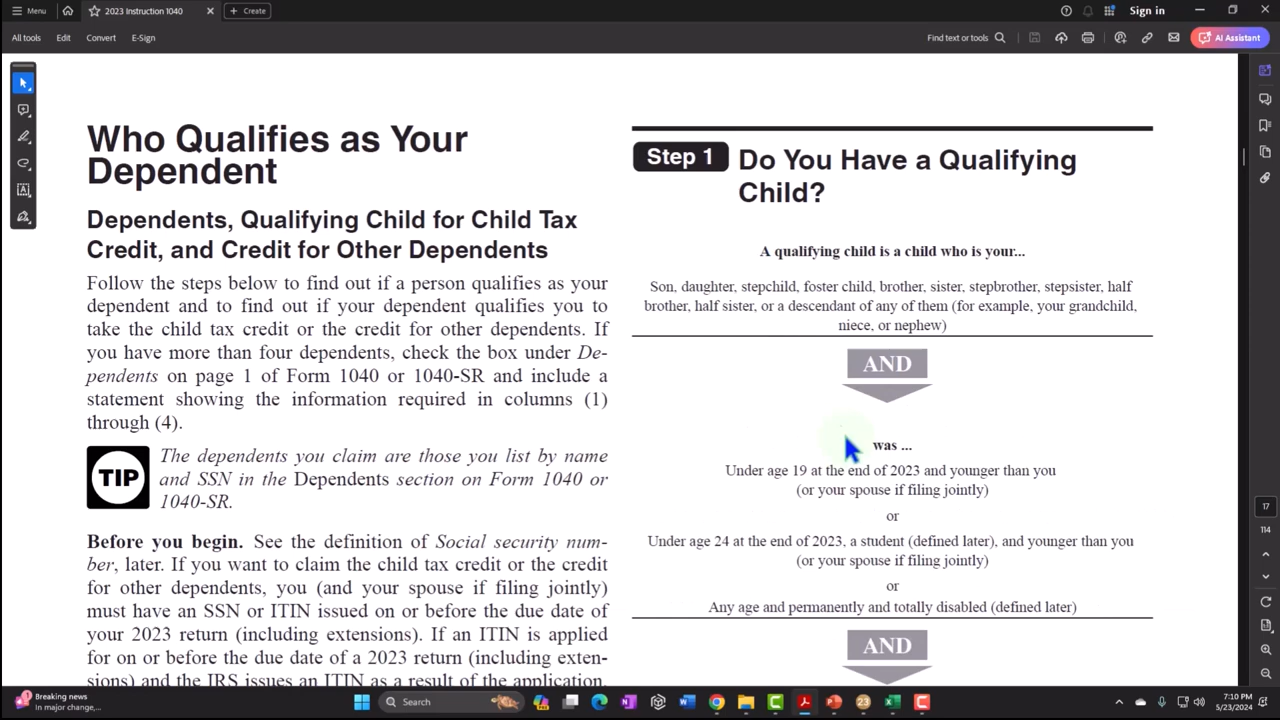 Menu
2023 Instruction 1040
Create
Sign in
All tools
Edit
Convert
E-Sign
Find text or tools
AI Assistant
Who Qualifies as Your
Dependent
Dependents, Qualifying Child for Child Tax
Credit, and Credit for Other Dependents
Follow the steps below to find out if a person qualifies as your
dependent and to find out if your dependent qualifies you to
take the child tax credit or the credit for other dependents. If
you have more than four dependents, check the box under De-
pendents on page 1 of Form 1040 or 1040-SR and include a
statement showing the information required in columns (1)
through (4).
TIP
The dependents you claim are those you list by name
and SSN in the Dependents section on Form 1040 or
1040-SR.
Before you begin. See the definition of Social security num-
ber, later. If you want to claim the child tax credit or the credit
for other dependents, you (and your spouse if filing jointly)
must have an SSN or ITIN issued on or before the due date of
your 2023 return (including extensions). If an ITIN is applied
for on or before the due date of a 2023 return (including exten-
sions) and the IRS issues an ITIN as a result of the application,
Step 1
Do You Have a Qualifying
Child?
A qualifying child is a child who is your...
Son, daughter, stepchild, foster child, brother, sister, stepbrother, stepsister, half
brother, half sister, or a descendant of any of them (for example, your grandchild,
niece, or nephew)
AND
was ...
Under age 19 at the end of 2023 and younger than you
(or your spouse if filing jointly)
or
Under age 24 at the end of 2023, a student (defined later), and younger than you
(or your spouse if filing jointly)
or
Any age and permanently and totally disabled (defined later)
AND
17
114
Breaking news
In major change,...
Search
7:10 PM
5/23/2024